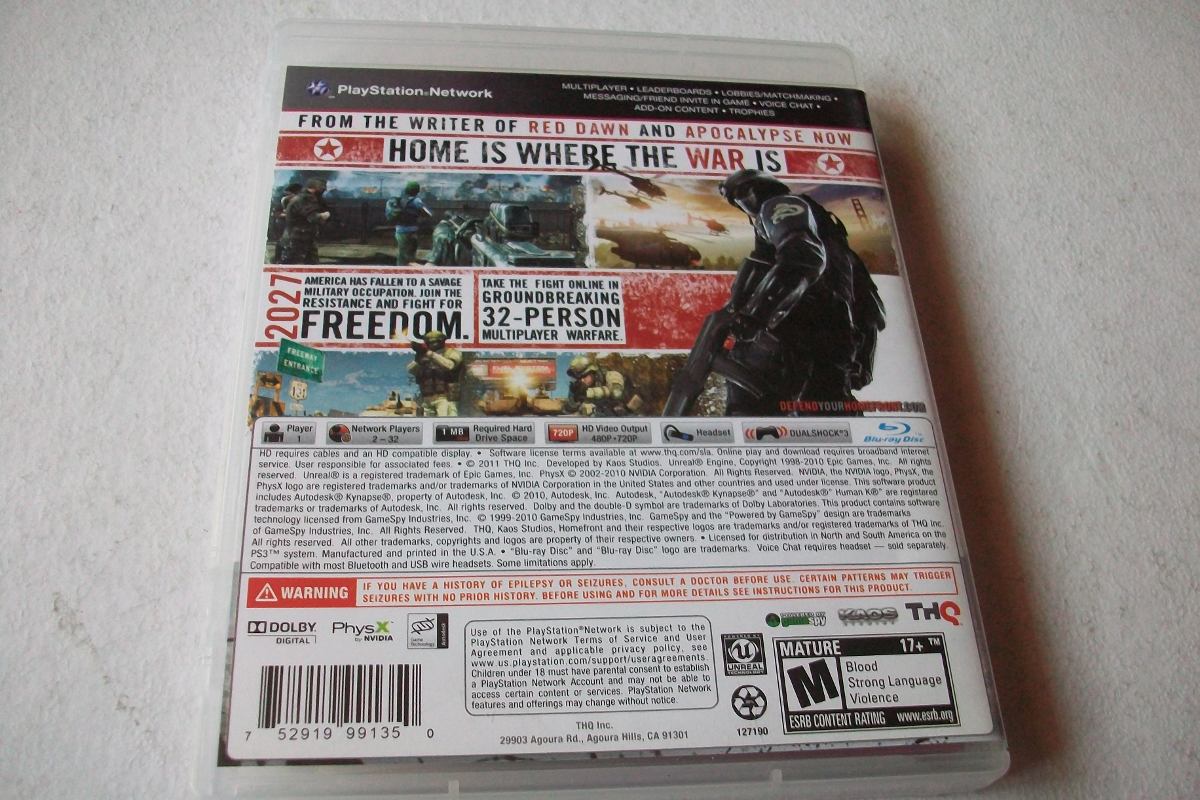 PlayStation®Network
MULTIPLAYER • LEADERBOARDS • LOBBIES/MATCHMAKING •
MESSAGING/FRIEND INVITE IN GAME • VOICE CHAT •
ADD-ON CONTENT • TROPHIES
FROM THE WRITER OF RED DAWN AND APOCALYPSE NOW
HOME IS WHERE THE WAR IS
2027
AMERICA HAS FALLEN TO A SAVAGE
MILITARY OCCUPATION. JOIN THE
RESISTANCE AND FIGHT FOR
FREEDOM.
TAKE THE FIGHT ONLINE IN
GROUNDBREAKING
32-PERSON
MULTIPLAYER WARFARE.
FREEWAY
ENTRANCE
DEFENDYOURHOMEFRONT.COM
Player
1
Network Players
2 – 32
1 MB
Required Hard
Drive Space
720P
HD Video Output
480P•720P
Headset
DUALSHOCK®3
Blu-ray Disc
HD requires cables and an HD compatible display. • Software license terms available at www.thq.com/sla. Online play and download requires broadband internet
service. User responsible for associated fees. • © 2011 THQ Inc. Developed by Kaos Studios. Unreal® Engine, Copyright 1998-2010 Epic Games, Inc. All rights
reserved. Unreal® is a registered trademark of Epic Games, Inc. PhysX © 2002-2010 NVIDIA Corporation. All Rights Reserved. NVIDIA, the NVIDIA logo, PhysX, the
PhysX logo are registered trademarks and/or trademarks of NVIDIA Corporation in the United States and other countries and used under license. This software product
includes Autodesk® Kynapse®, property of Autodesk, Inc. © 2010, Autodesk, Inc. Autodesk, "Autodesk® Kynapse®" and "Autodesk® Human IK®" are registered
trademarks or trademarks of Autodesk, Inc. All rights reserved. Dolby and the double-D symbol are trademarks of Dolby Laboratories. This product contains software
technology licensed from GameSpy Industries, Inc. © 1999-2010 GameSpy Industries, Inc. GameSpy and the "Powered by GameSpy" design are trademarks
of GameSpy Industries, Inc. All Rights Reserved. THQ, Kaos Studios, Homefront and their respective logos are trademarks and/or registered trademarks of THQ Inc.
All rights reserved. All other trademarks, copyrights and logos are property of their respective owners. • Licensed for distribution in North and South America on the
PS3™ system. Manufactured and printed in the U.S.A. • "Blu-ray Disc" and "Blu-ray Disc" logo are trademarks. Voice Chat requires headset — sold separately.
Compatible with most Bluetooth and USB wire headsets. Some limitations apply.
WARNING
IF YOU HAVE A HISTORY OF EPILEPSY OR SEIZURES, CONSULT A DOCTOR BEFORE USE. CERTAIN PATTERNS MAY TRIGGER
SEIZURES WITH NO PRIOR HISTORY. BEFORE USING AND FOR MORE DETAILS SEE INSTRUCTIONS FOR THIS PRODUCT.
DOLBY
DIGITAL
PhysX™
by NVIDIA
Game
Technology
Autodesk
Use of the PlayStation®Network is subject to the
PlayStation Network Terms of Service and User
Agreement and applicable privacy policy, see
www.us.playstation.com/support/useragreements.
Children under 18 must have parental consent to establish
a PlayStation Network Account and may not be able to
access certain content or services. PlayStation Network
features and offerings may change without notice.
THQ Inc.
29903 Agoura Rd., Agoura Hills, CA 91301
POWERED BY
gamespy
KAOS
THQ
POWERED BY
UNREAL
TECHNOLOGY
127190
MATURE 17+ ™
M
Blood
Strong Language
Violence
ESRB CONTENT RATING www.esrb.org
7 52919 99135 0